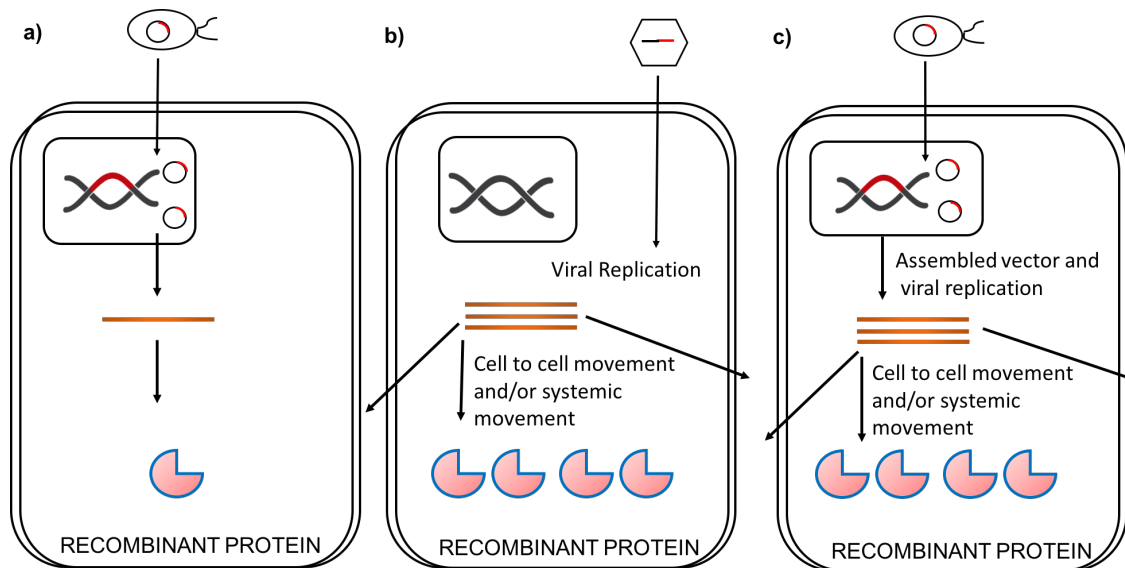 a)
RECOMBINANT PROTEIN
b)
Viral Replication
Cell to cell movement
and/or systemic
movement
RECOMBINANT PROTEIN
c)
Assembled vector and
viral replication
Cell to cell movement
and/or systemic
movement
RECOMBINANT PROTEIN